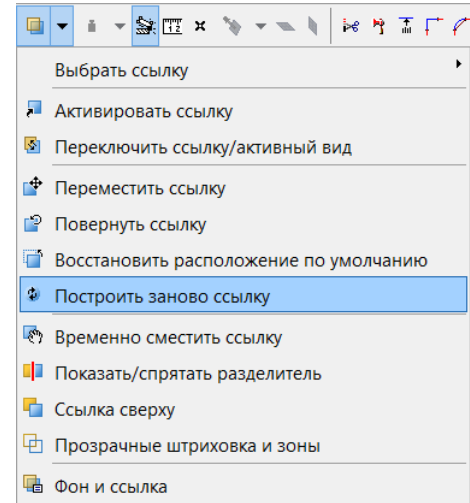 Выбрать ссылку
Активировать ссылку
Переключить ссылку/активный вид
Переместить ссылку
Повернуть ссылку
Восстановить расположение по умолчанию
Построить заново ссылку
Временно сместить ссылку
Показать/спрятать разделитель
Ссылка сверху
Прозрачные штриховка и зоны
Фон и ссылка